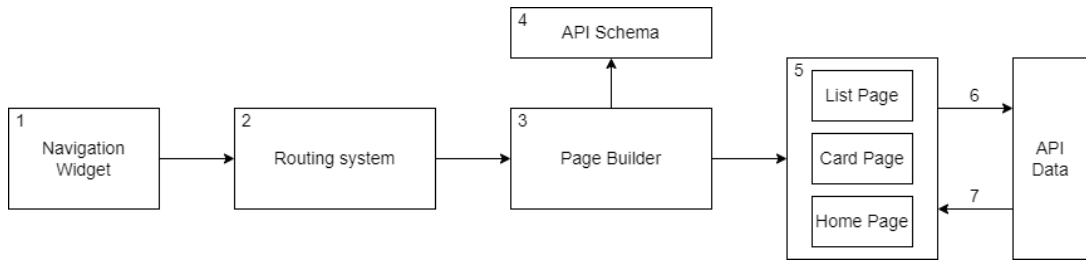 1
Navigation
Widget
2
Routing system
3
Page Builder
4
API Schema
5
List Page
Card Page
Home Page
6
7
API
Data